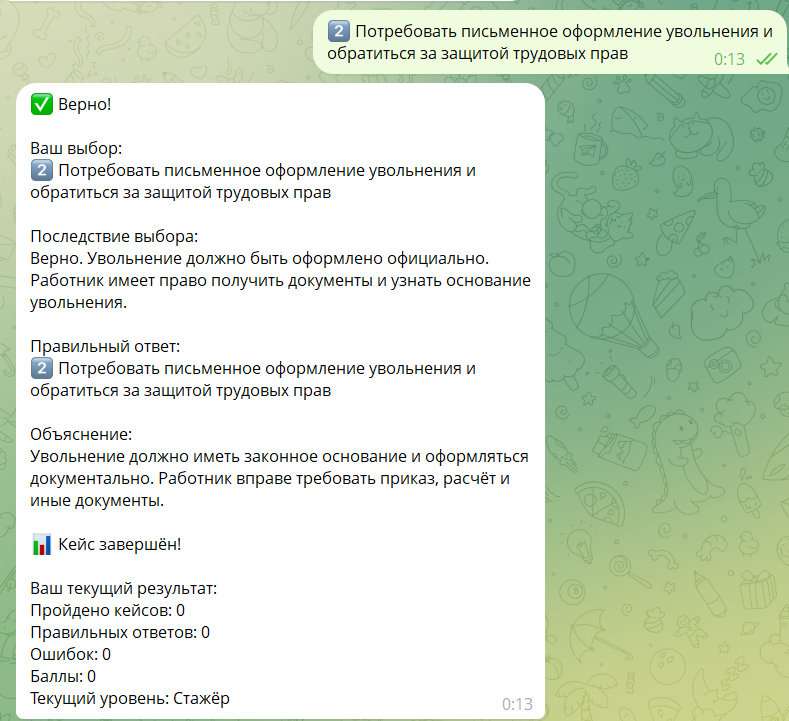 2️⃣ Потребовать письменное оформление увольнения и
обратиться за защитой трудовых прав
0:13
✅ Верно!
Ваш выбор:
2️⃣ Потребовать письменное оформление увольнения и
обратиться за защитой трудовых прав
Последствие выбора:
Верно. Увольнение должно быть оформлено официально.
Работник имеет право получить документы и узнать основание
увольнения.
Правильный ответ:
2️⃣ Потребовать письменное оформление увольнения и
обратиться за защитой трудовых прав
Объяснение:
Увольнение должно иметь законное основание и оформляться
документально. Работник вправе требовать приказ, расчёт и
иные документы.
📊 Кейс завершён!
Ваш текущий результат:
Пройдено кейсов: 0
Правильных ответов: 0
Ошибок: 0
Баллы: 0
Текущий уровень: Стажёр
0:13